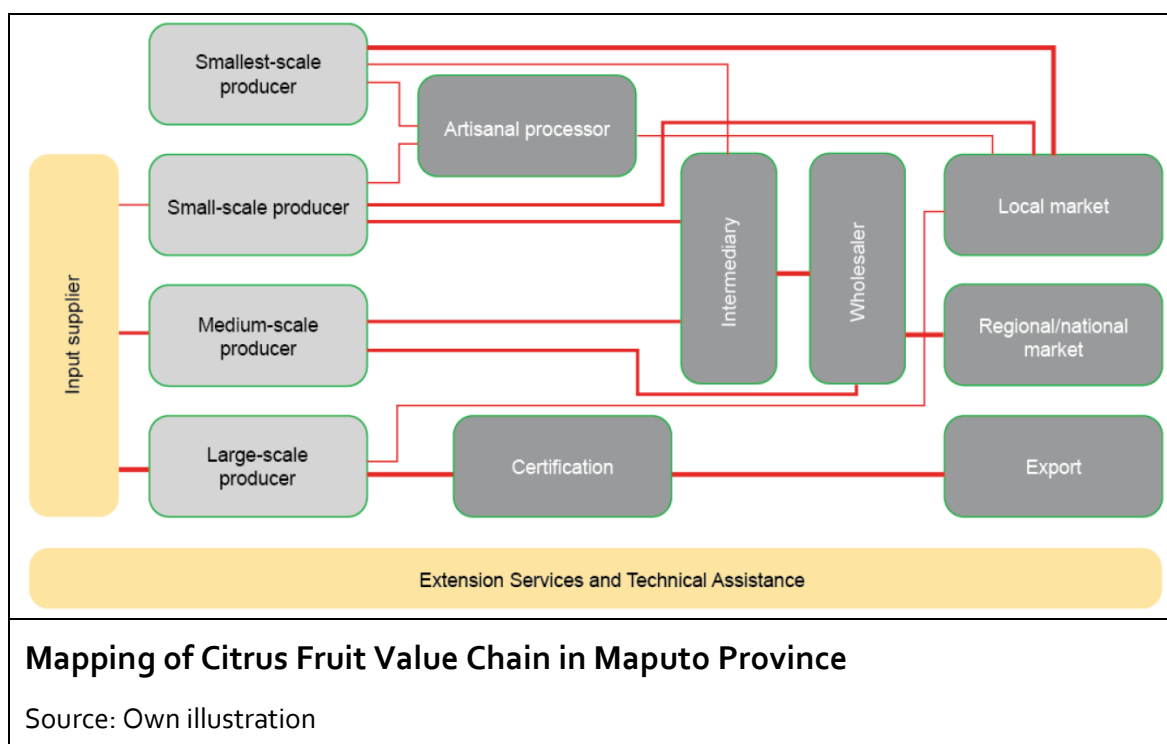 Smallest-scale
producer
Artisanal processor
Input supplier
Small-scale producer
Intermediary
Wholesaler
Local market
Medium-scale
producer
Regional/national
market
Large-scale
producer
Certification
Export
Extension Services and Technical Assistance
Mapping of Citrus Fruit Value Chain in Maputo Province
Source: Own illustration